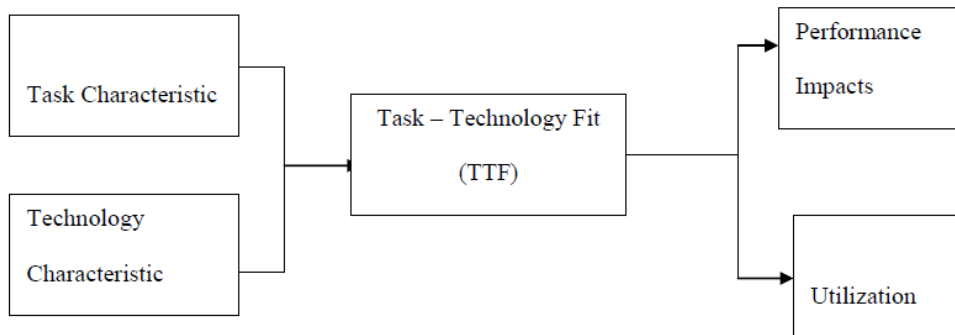 Task Characteristic
Technology
Characteristic
Task – Technology Fit
(TTF)
Performance
Impacts
Utilization